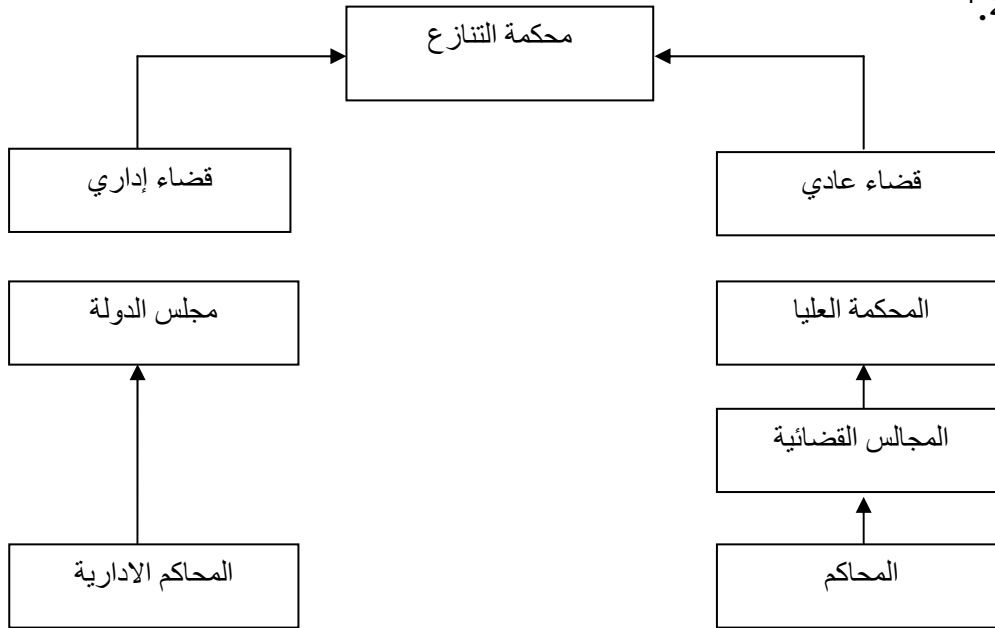 محكمة التنازع
قضاء عادي
قضاء إداري
المحكمة العليا
مجلس الدولة
المجالس القضائية
المحاكم
المحاكم الادارية